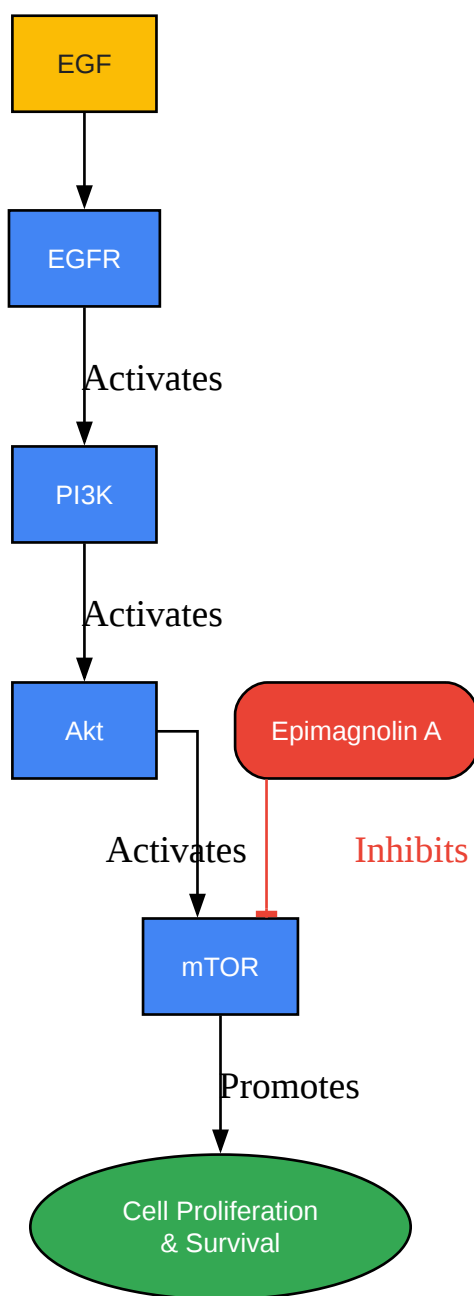 EGF
EGFR
Activates
PI3K
Activates
Akt
Epimagnolin A
Activates
Inhibits
mTOR
Promotes
Cell Proliferation
& Survival